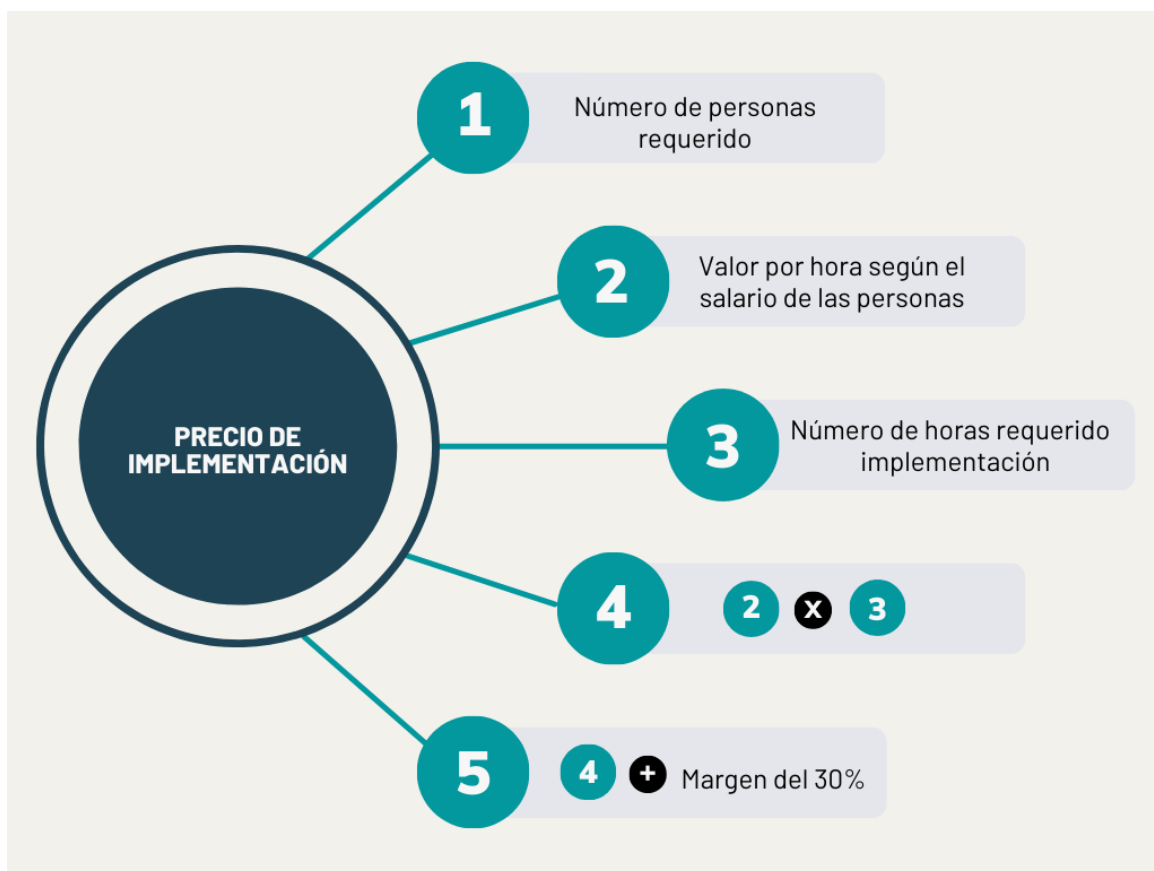 1
Número de personas
requerido
2
Valor por hora según el
salario de las personas
PRECIO DE
IMPLEMENTACIÓN
3
Número de horas requerido
implementación
4
2 x 3
5
4 + Margen del 30%